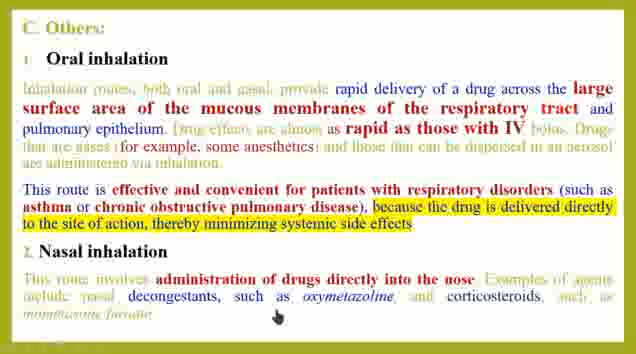 C. Others:
1. Oral inhalation
Inhalation routes, both oral and nasal, provide rapid delivery of a drug across the large
surface area of the mucous membranes of the respiratory tract and
pulmonary epithelium. Drug effects are almost as rapid as those with IV bolus. Drugs
that are gases (for example, some anesthetics) and those that can be dispersed in an aerosol
are administered via inhalation.
This route is effective and convenient for patients with respiratory disorders (such as
asthma or chronic obstructive pulmonary disease), because the drug is delivered directly
to the site of action, thereby minimizing systemic side effects
2. Nasal inhalation
This route involves administration of drugs directly into the nose. Examples of agents
include nasal decongestants, such as oxymetazoline, and corticosteroids, such as
mometasone furoate.